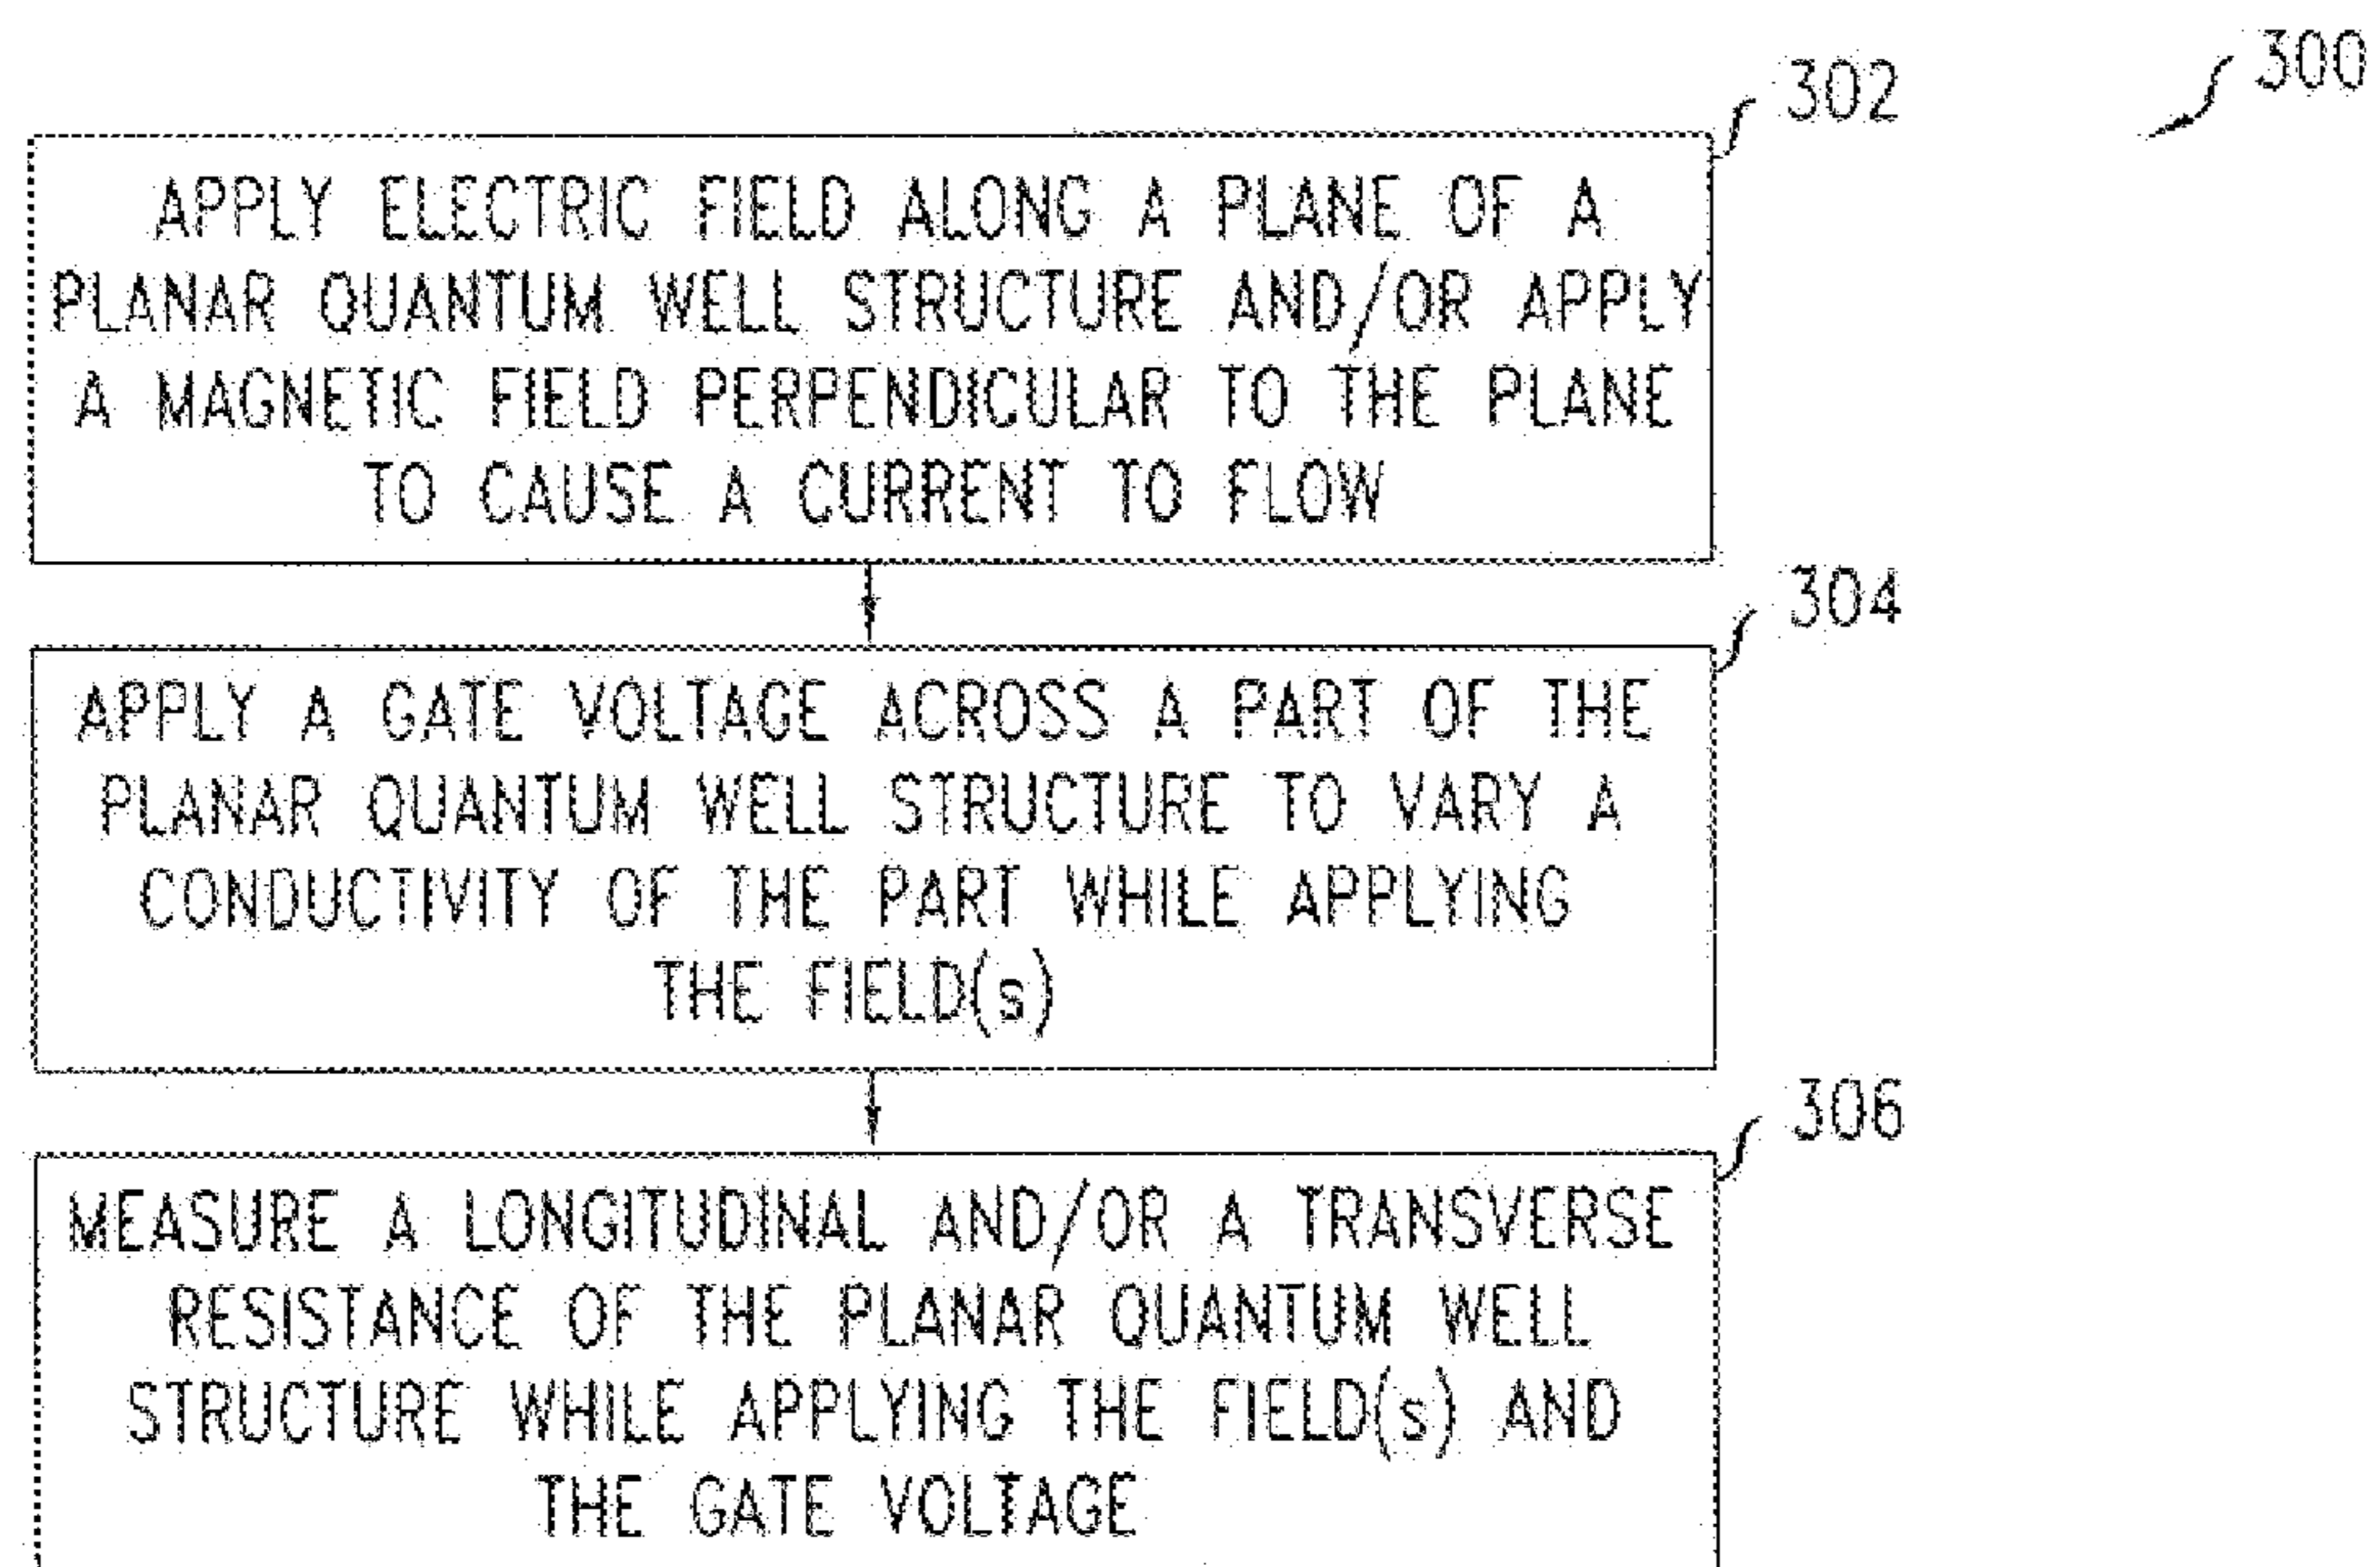 300
302
APPLY ELECTRIC FIELD ALONG A PLANE OF A
PLANAR QUANTUM WELL STRUCTURE AND/OR APPLY
A MAGNETIC FIELD PERPENDICULAR TO THE PLANE
TO CAUSE A CURRENT TO FLOW
304
APPLY A GATE VOLTAGE ACROSS A PART OF THE
PLANAR QUANTUM WELL STRUCTURE TO VARY A
CONDUCTIVITY OF THE PART WHILE APPLYING
THE FIELD(s)
306
MEASURE A LONGITUDINAL AND/OR A TRANSVERSE
RESISTANCE OF THE PLANAR QUANTUM WELL
STRUCTURE WHILE APPLYING THE FIELD(s) AND
THE GATE VOLTAGE